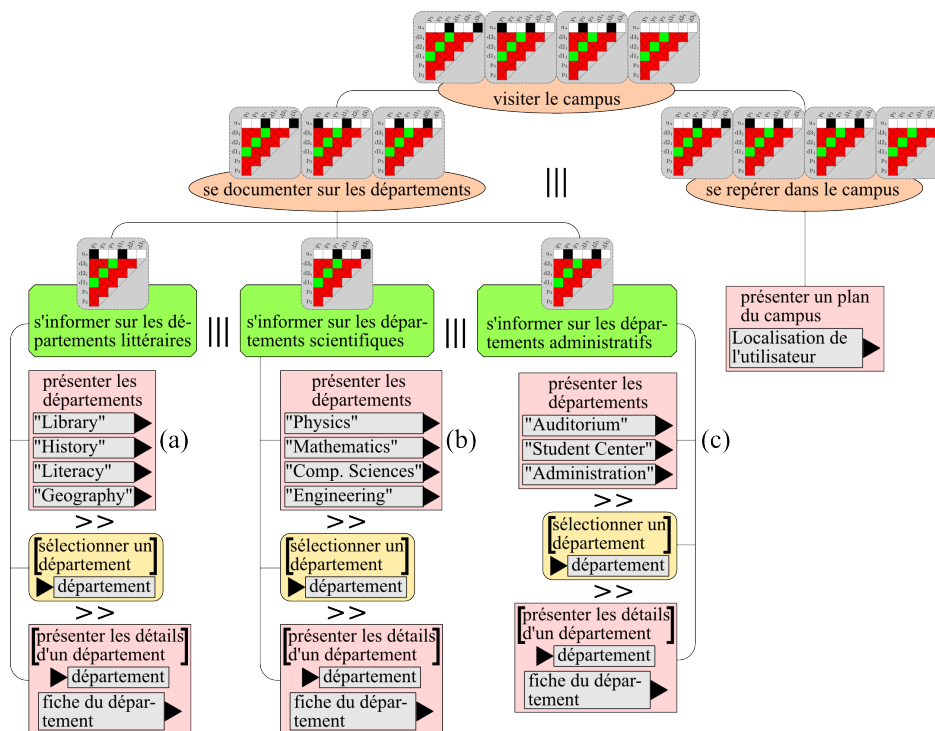 visiter le campus
se documenter sur les départements
|||
se repérer dans le campus
s'informer sur les dé-
partements littéraires
|||
s'informer sur les dépar-
tements scientifiques
|||
s'informer sur les dépar-
tements administratifs
présenter un plan
du campus
Localisation de
l'utilisateur
présenter les
départements
"Library"
"History"
"Literacy"
"Geography"
(a)
>>
[sélectionner un
département]
département
>>
[présenter les détails
d'un département]
département
fiche du dépar-
tement
présenter les
départements
"Physics"
"Mathematics"
"Comp. Sciences"
"Engineering"
(b)
>>
[sélectionner un
département]
département
>>
[présenter les détails
d'un département]
département
fiche du dépar-
tement
présenter les
départements
"Auditorium"
"Student Center"
"Administration"
(c)
>>
[sélectionner un
département]
département
>>
[présenter les détails
d'un département]
département
fiche du dépar-
tement